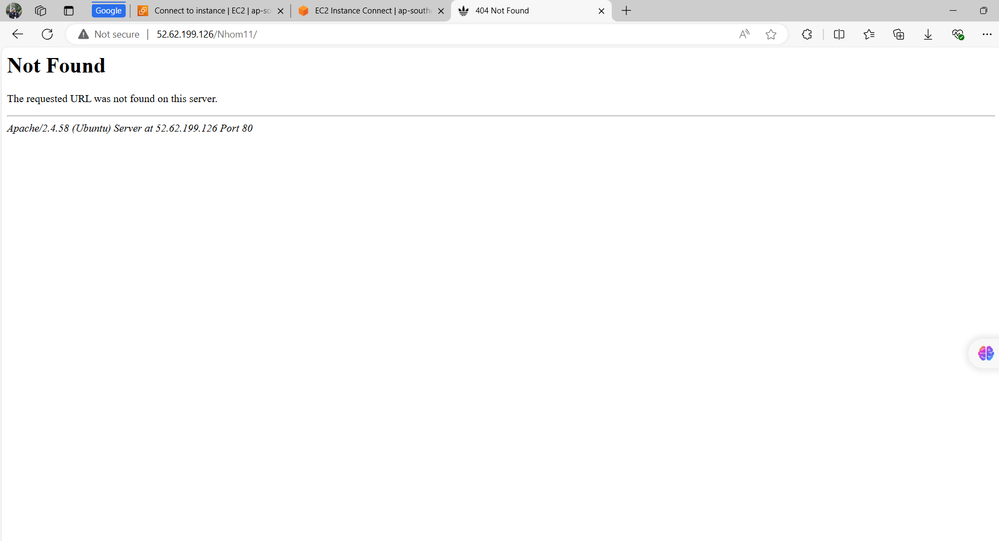 Google
Connect to instance | EC2 | ap-so
EC2 Instance Connect | ap-south
404 Not Found
Not secure
52.62.199.126/Nhom11/
Not Found
The requested URL was not found on this server.
Apache/2.4.58 (Ubuntu) Server at 52.62.199.126 Port 80